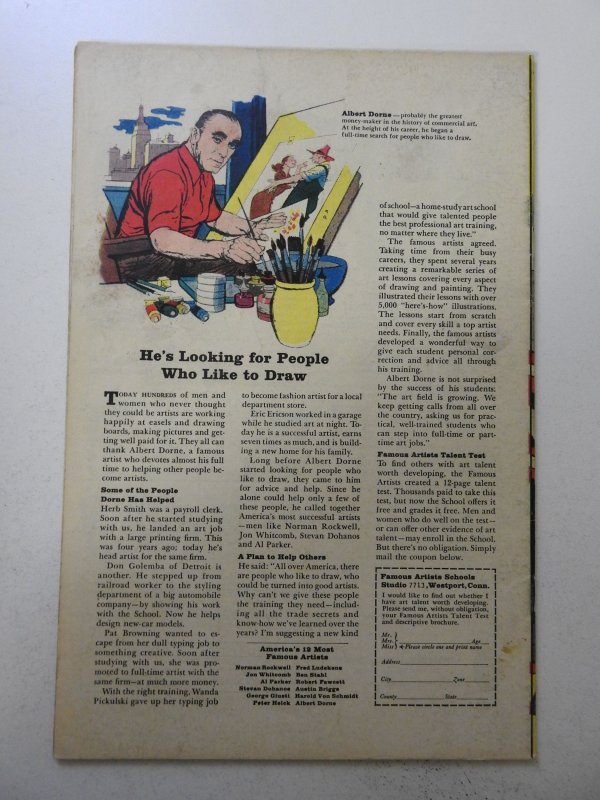 Albert Dorne—probably the greatest
money-maker in the history of commercial art.
At the height of his career, he began a
full-time search for people who like to draw.
He's Looking for People
Who Like to Draw
TODAY HUNDREDS of men and
women who never thought
they could be artists are working
happily at easels and drawing
boards, making pictures and get-
ting well paid for it. They all can
thank Albert Dorne, a famous
artist who devotes almost his full
time to helping other people be-
come artists.
Some of the People
Dorne Has Helped
Herb Smith was a payroll clerk.
Soon after he started studying
with us, he landed an art job
with a large printing firm. This
was four years ago; today he's
head artist for the same firm.
Don Golemba of Detroit is
another. He stepped up from
railroad worker to the styling
department of a big automobile
company—by showing his work
with the School. Now he helps
design new-car models.
Pat Browning wanted to es-
cape from her dull typing job to
something creative. Soon after
studying with us, she was pro-
moted to full-time artist with the
same firm—at much more money.
With the right training, Wanda
Pickulski gave up her typing job
to become fashion artist for a local
department store.
Eric Ericson worked in a garage
while he studied art at night. To-
day he is a successful artist, earns
seven times as much, and is build-
ing a new home for his family.
Long before Albert Dorne
started looking for people who
like to draw, they came to him
for advice and help. Since he
alone could help only a few of
these people, he called together
America's most successful artists
—men like Norman Rockwell,
Jon Whitcomb, Stevan Dohanos
and Al Parker.
A Plan to Help Others
He said: "All over America, there
are people who like to draw, who
could be turned into good artists.
Why can't we give these people
the training they need—includ-
ing all the trade secrets and
know-how we've learned over the
years? I'm suggesting a new kind
America's 12 Most
Famous Artists
Norman Rockwell Fred Ludekens
Jon Whitcomb Ben Stahl
Al Parker Robert Fawcett
Stevan Dohanos Austin Briggs
George Giusti Harold Von Schmidt
Peter Helck Albert Dorne
of school—a home-study art school
that would give talented people
the best professional art training,
no matter where they live."
The famous artists agreed.
Taking time from their busy
careers, they spent several years
creating a remarkable series of
art lessons covering every aspect
of drawing and painting. They
illustrated their lessons with over
5,000 "here's-how" illustrations.
The lessons start from scratch
and cover every skill a top artist
needs. Finally, the famous artists
developed a wonderful way to
give each student personal cor-
rection and advice all through
his training.
Albert Dorne is not surprised
by the success of his students.
"The art field is growing. We
keep getting calls from all over
the country, asking us for prac-
tical, well-trained students who
can step into full-time or part-
time art jobs."
Famous Artists Talent Test
To find others with art talent
worth developing, the Famous
Artists created a 12-page talent
test. Thousands paid to take this
test, but now the School offers it
free and grades it free. Men and
women who do well on the test—
or can offer other evidence of art
talent—may enroll in the School.
But there's no obligation. Simply
mail the coupon below.
Famous Artists Schools
Studio 7713, Westport, Conn.
I would like to find out whether I
have art talent worth developing.
Please send me, without obligation,
your Famous Artists Talent Test
and descriptive brochure.
Mr.
Mrs. Age
Miss Please circle one and print name
Address
City Zone
County State